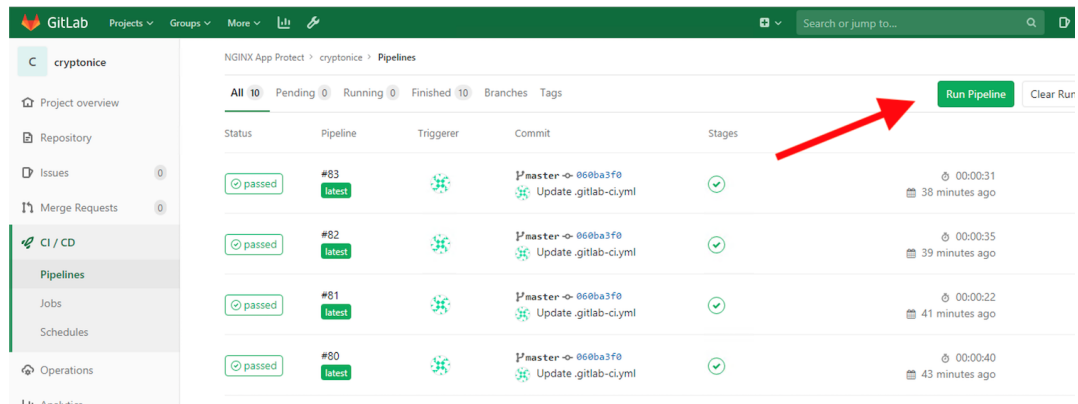 GitLab Projects Groups More Search or jump to...
C cryptonice
Project overview
Repository
Issues 0
Merge Requests 0
CI / CD
Pipelines
Jobs
Schedules
Operations
Analytics
NGINX App Protect > cryptonice > Pipelines
All 10 Pending 0 Running 0 Finished 10 Branches Tags
Run Pipeline Clear Run
Status Pipeline Triggerer Commit Stages
passed #83 latest master 060ba3f0 00:00:31
Update .gitlab-ci.yml 38 minutes ago
passed #82 latest master 060ba3f0 00:00:35
Update .gitlab-ci.yml 39 minutes ago
passed #81 latest master 060ba3f0 00:00:22
Update .gitlab-ci.yml 41 minutes ago
passed #80 latest master 060ba3f0 00:00:40
Update .gitlab-ci.yml 43 minutes ago